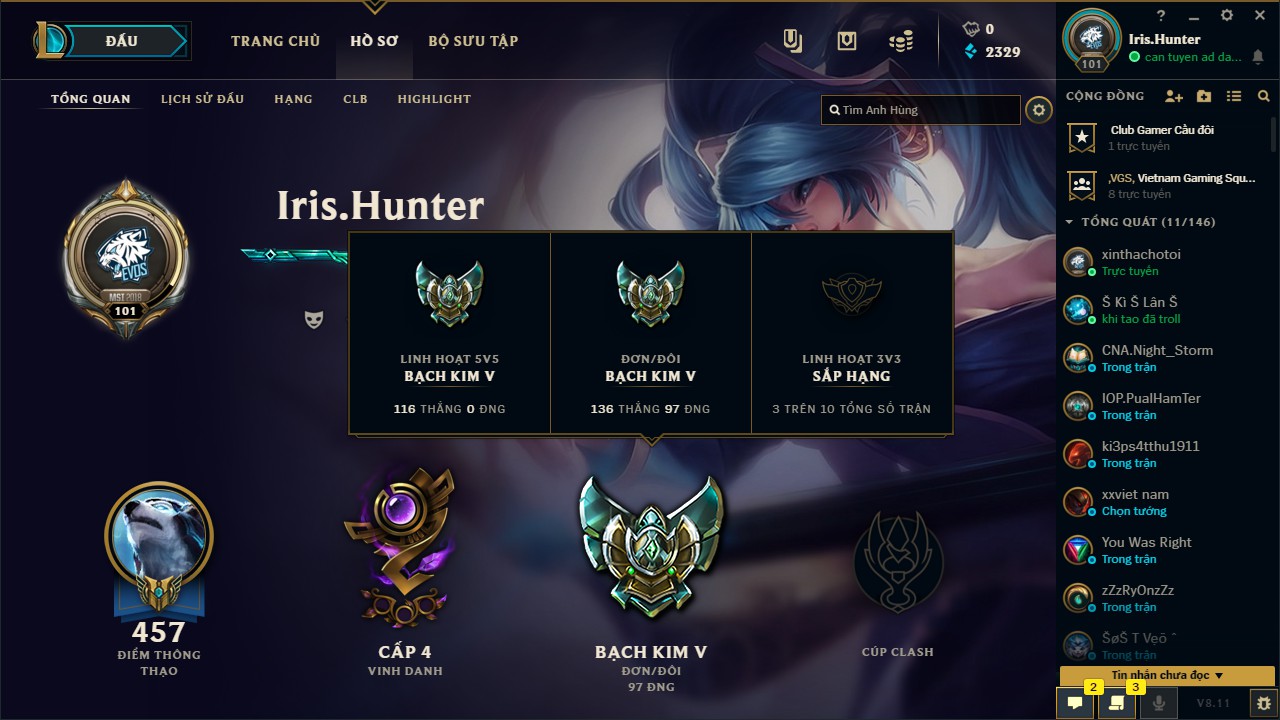 ĐẤU
TRANG CHỦ
HỒ SƠ
BỘ SƯU TẬP
0
2329
TỔNG QUAN
LỊCH SỬ ĐẤU
HẠNG
CLB
HIGHLIGHT
Tìm Anh Hùng
Iris.Hunter
EVOS
MST 2018
101
LINH HOẠT 5V5
BẠCH KIM V
116 THẮNG 0 ĐNG
ĐƠN/ĐÔI
BẠCH KIM V
136 THẮNG 97 ĐNG
LINH HOẠT 3V3
SẮP HẠNG
3 TRÊN 10 TỔNG SỐ TRẬN
457
ĐIỂM THÔNG
THẠO
CẤP 4
VINH DANH
BẠCH KIM V
ĐƠN/ĐÔI
97 ĐNG
CÚP CLASH
?
Iris.Hunter
can tuyen ad da...
101
CỘNG ĐỒNG
Club Gamer Cầu đôi
1 trực tuyến
,VGS, Vietnam Gaming Squ...
8 trực tuyến
TỔNG QUÁT (11/146)
xinthachotoi
Trực tuyến
Š Kì Š Lân Š
khi tao đã troll
CNA.Night_Storm
Trong trận
IOP.PualHamTer
Trong trận
ki3ps4tthu1911
Trong trận
xxviet nam
Chọn tướng
You Was Right
Trong trận
zZzRyOnzZz
Trong trận
ŠøŠ T Vẹō ˆ
Trong trận
Tin nhắn chưa đọc
2
3
V8.11